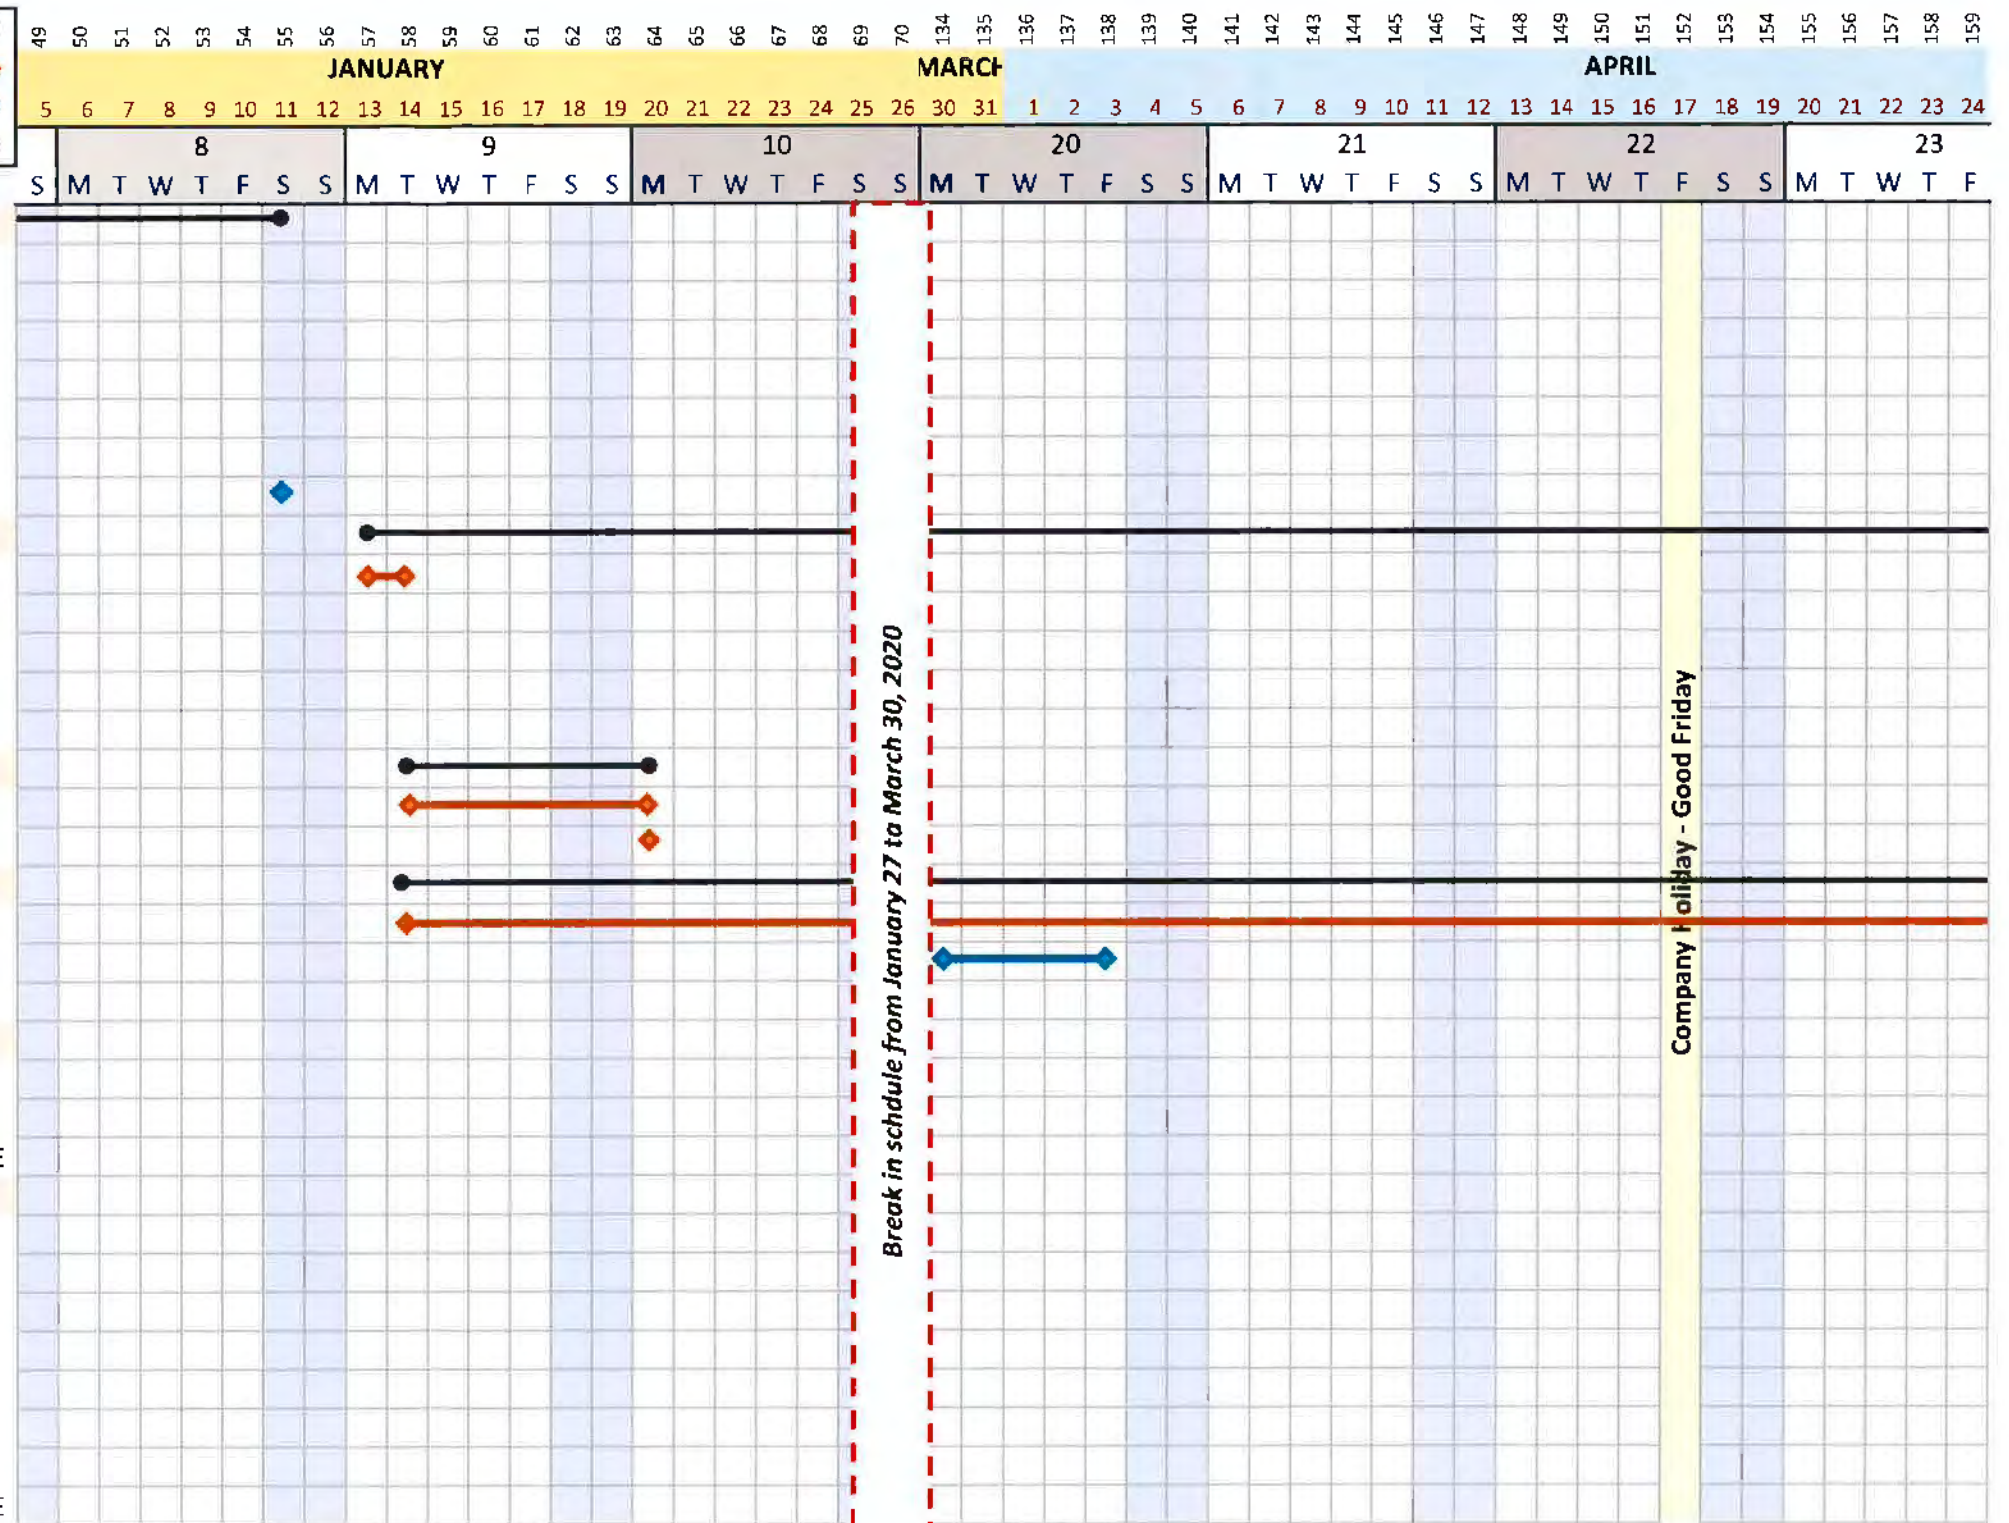 49 50 51 52 53 54 55 56 57 58 59 60 61 62 63 64 65 66 67 68 69 70 134 135 136 137 138 139 140 141 142 143 144 145 146 147 148 149 150 151 152 153 154 155 156 157 158 159
JANUARY MARCH APRIL
5 6 7 8 9 10 11 12 13 14 15 16 17 18 19 20 21 22 23 24 25 26 30 31 1 2 3 4 5 6 7 8 9 10 11 12 13 14 15 16 17 18 19 20 21 22 23 24
8 9 10 20 21 22 23
S M T W T F S S M T W T F S S M T W T F S S M T W T F S S M T W T F S S M T W T F S S M T W T F
Break in schdule from January 27 ta March 30, 2020
Company Holiday - Good Friday